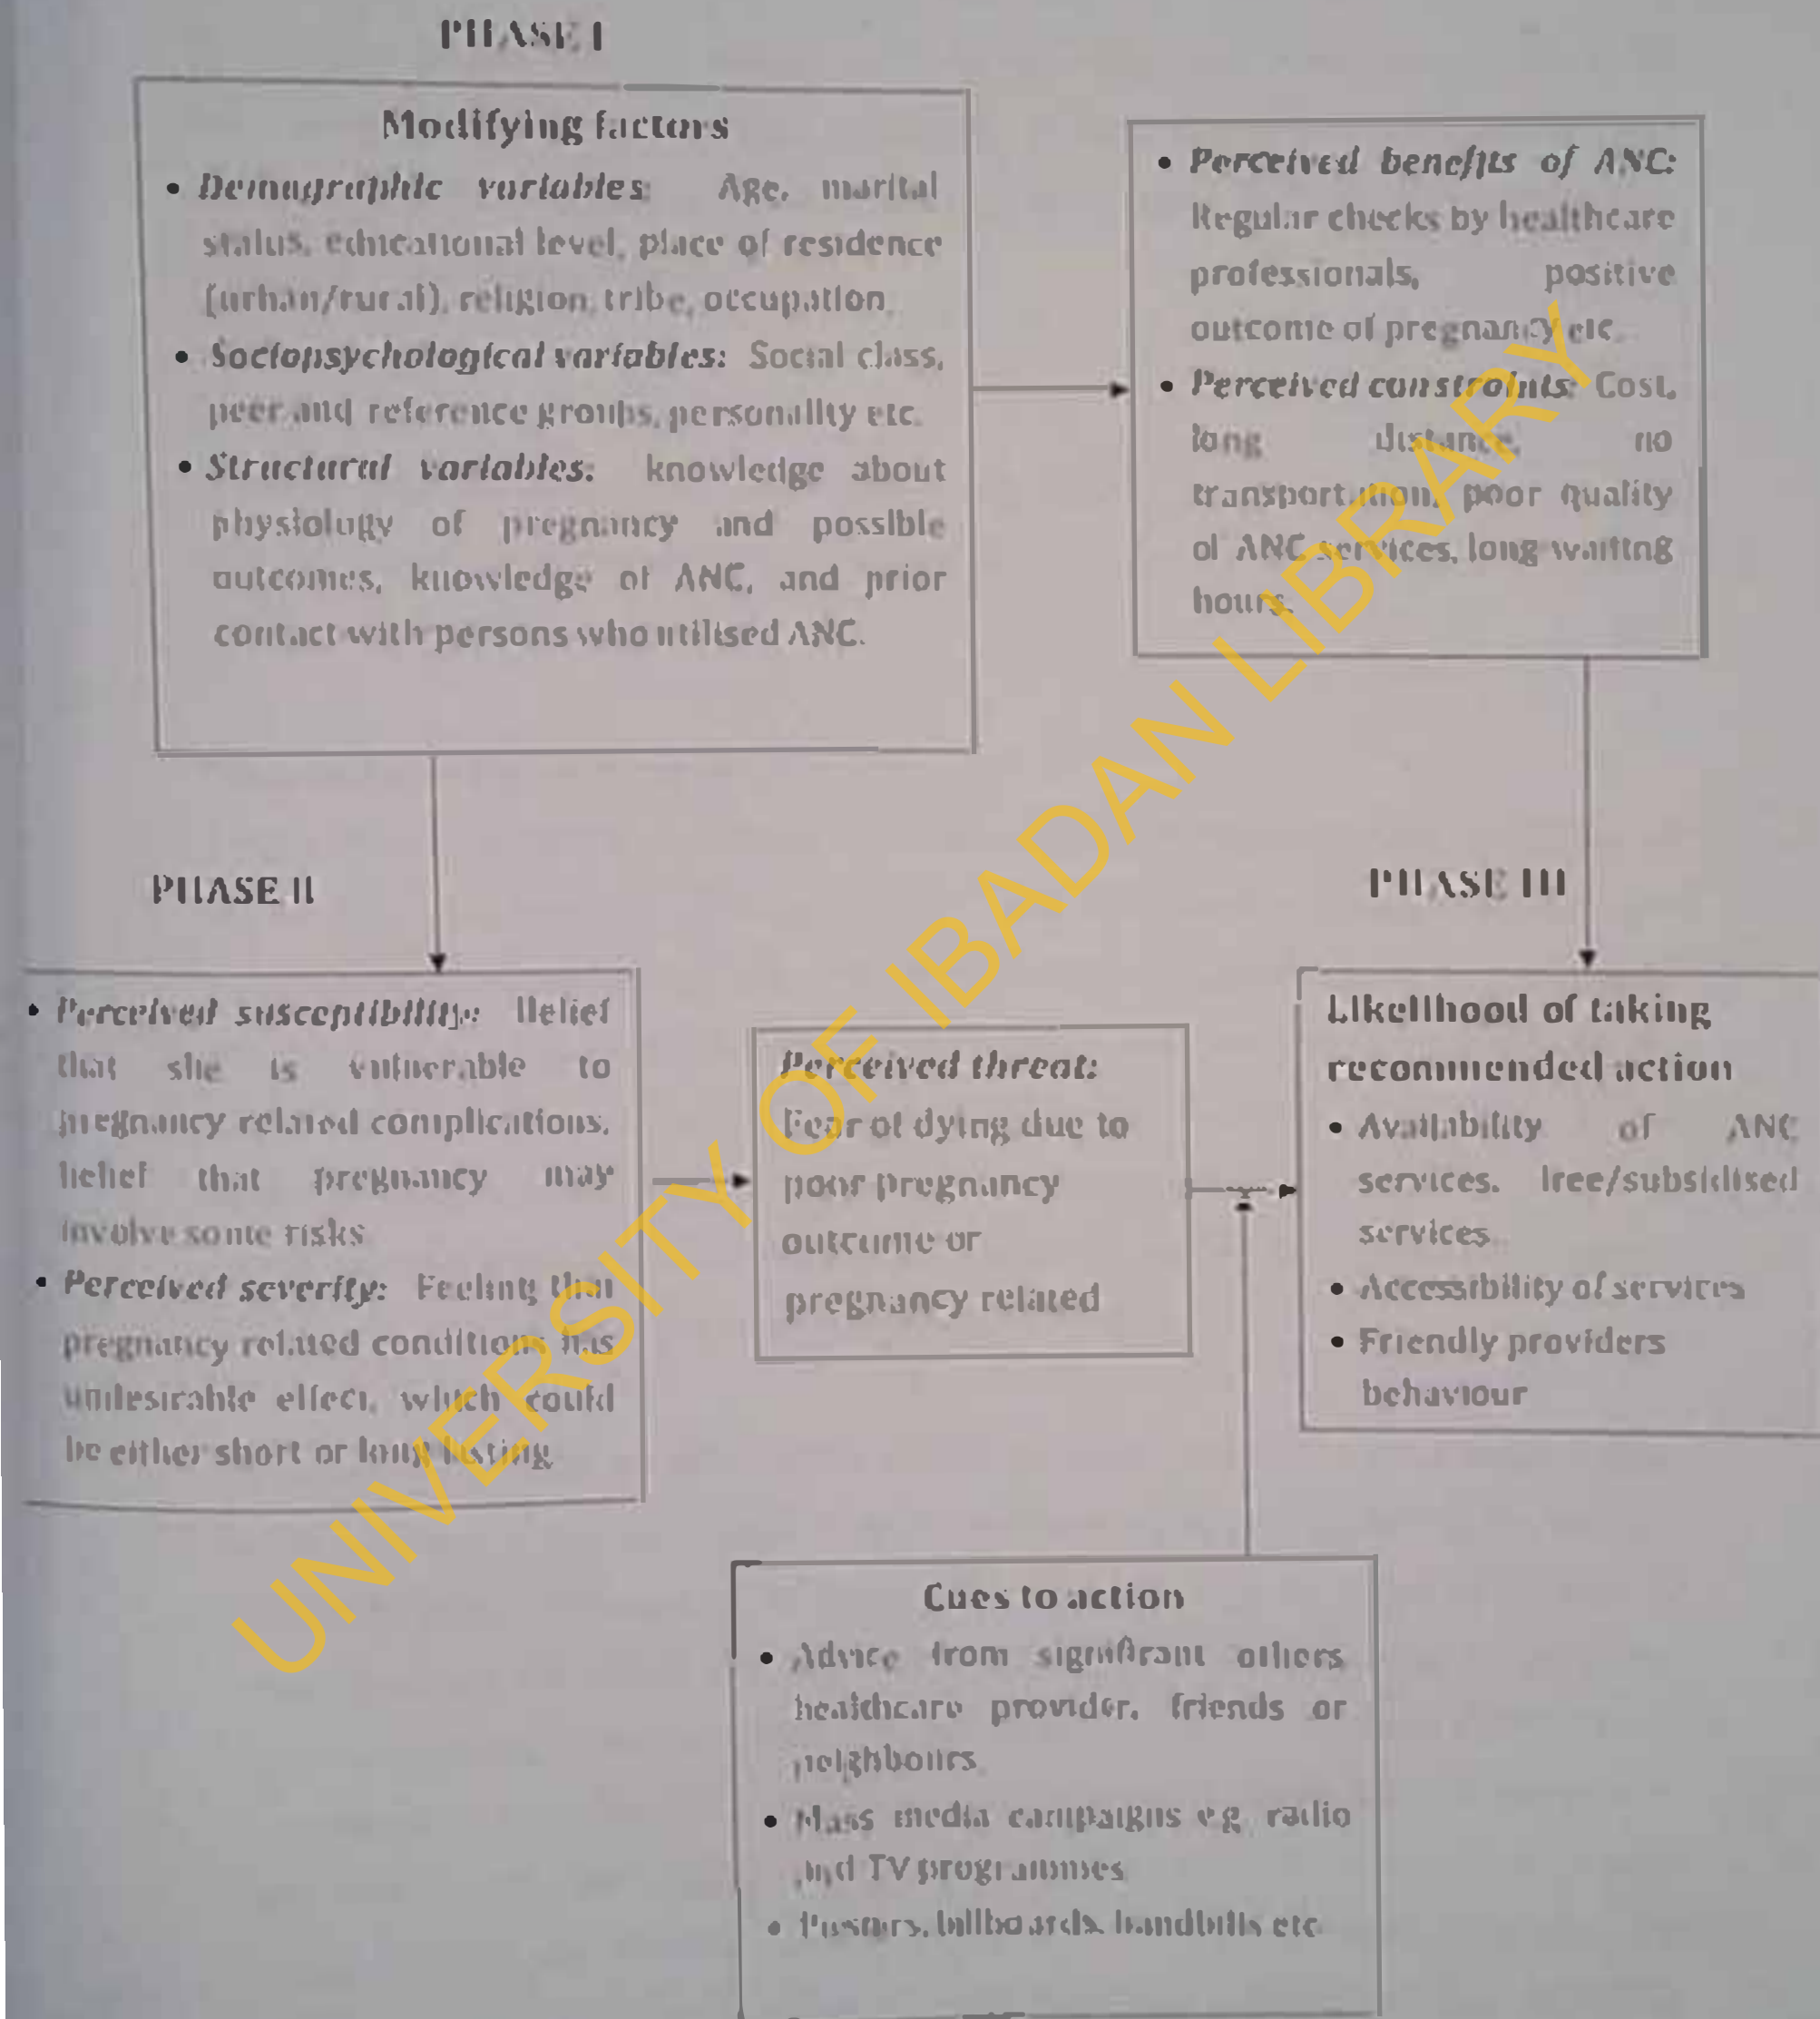 PHASE I
Modifying factors
• Demographic variables: Age, marital
status, educational level, place of residence
(urban/rural), religion, tribe, occupation
• Sociopsychological variables: Social class,
peer and reference groups, personality etc.
• Structural variables: knowledge about
physiology of pregnancy and possible
outcomes, knowledge of ANC, and prior
contact with persons who utilised ANC.
• Perceived benefits of ANC:
Regular checks by healthcare
professionals, positive
outcome of pregnancy etc
• Perceived constraints: Cost,
long distance, no
transportation, poor quality
of ANC services, long waiting
hours.
PHASE II
• Perceived susceptibility: Belief
that she is vulnerable to
pregnancy related complications,
belief that pregnancy may
involve some risks
• Perceived severity: Feeling that
pregnancy related conditions has
undesirable effect, which could
be either short or long lasting
Perceived threat:
Fear of dying due to
poor pregnancy
outcome or
pregnancy related
PHASE III
Likelihood of taking
recommended action
• Availability of ANC
services, free/subsidised
services
• Accessibility of services
• Friendly providers
behaviour
Cues to action
• Advice from significant others
healthcare provider, friends or
neighbours
• Mass media campaigns eg radio
and TV programmes
• Posters, billboards, handbills etc
UNIVERSITY OF IBADAN LIBRARY